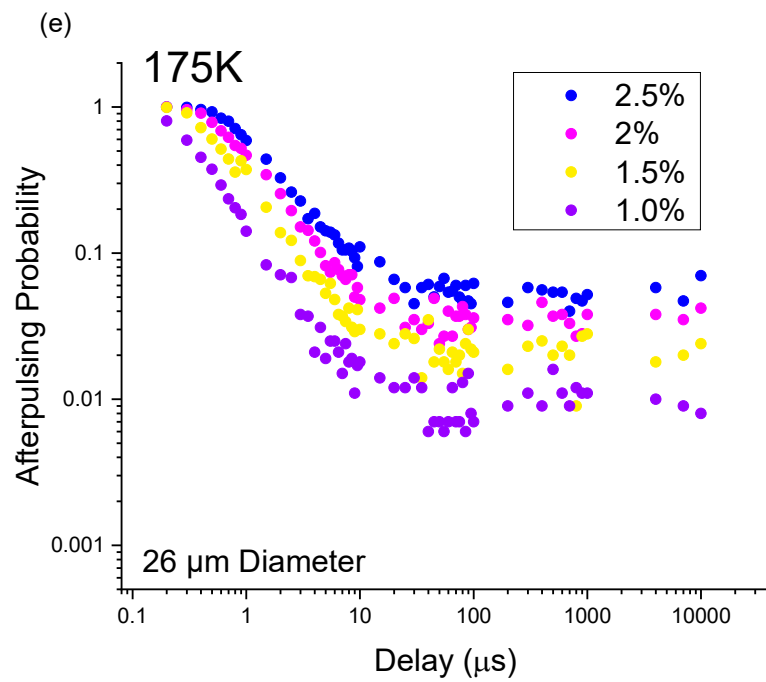 (e)
175K
2.5%
2%
1.5%
1.0%
1
0.1
0.01
0.001
Afterpulsing Probability
26 μm Diameter
0.1 1 10 100 1000 10000
Delay (μs)